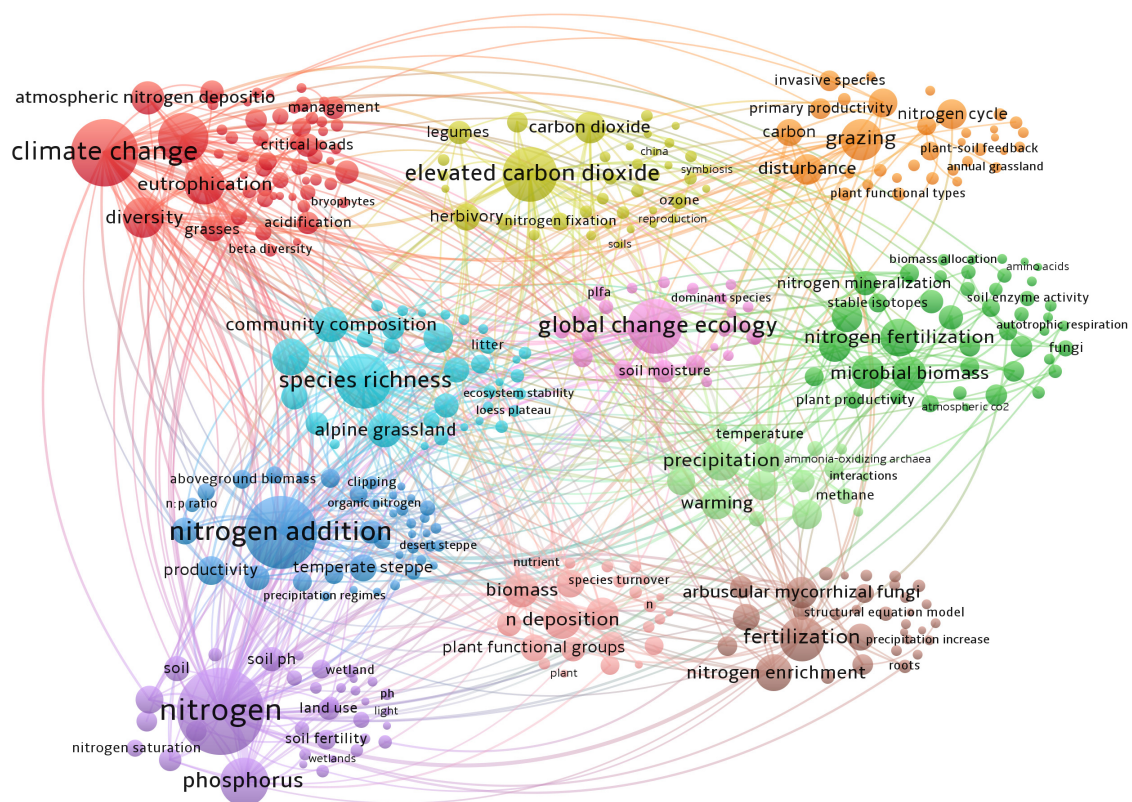 atmospheric nitrogen depositio
management
critical loads
climate change
eutrophication
bryophytes
diversity
acidification
grasses
beta diversity
legumes
carbon dioxide
china
elevated carbon dioxide
symbiosis
ozone
herbivory
nitrogen fixation
reproduction
soils
invasive species
primary productivity
nitrogen cycle
carbon
grazing
plant-soil feedback
disturbance
annual grassland
plant functional types
biomass allocation
amino acids
nitrogen mineralization
soil enzyme activity
stable isotopes
autotrophic respiration
nitrogen fertilization
fungi
microbial biomass
plant productivity
atmospheric co2
plfa
dominant species
global change ecology
soil moisture
community composition
litter
species richness
ecosystem stability
loess plateau
alpine grassland
temperature
precipitation
ammonia-oxidizing archaea
interactions
methane
warming
aboveground biomass
clipping
n:p ratio
organic nitrogen
nitrogen addition
desert steppe
productivity
temperate steppe
precipitation regimes
nutrient
species turnover
biomass
n
n deposition
plant functional groups
plant
arbuscular mycorrhizal fungi
structural equation model
fertilization
precipitation increase
nitrogen enrichment
roots
soil
soil ph
wetland
ph
nitrogen
land use
light
soil fertility
nitrogen saturation
wetlands
phosphorus